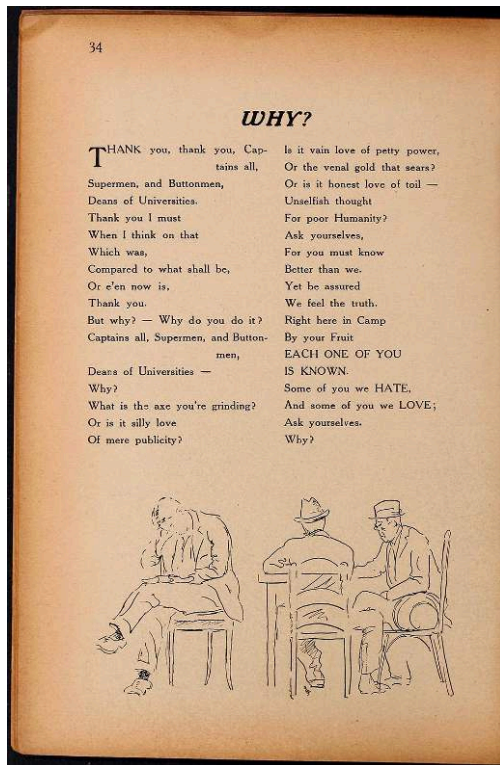 34
WHY?
THANK you, thank you, Cap-
tains all,
Supermen, and Buttonmen,
Deans of Universities.
Thank you I must
When I think on that
Which was,
Compared to what shall be,
Or e'en now is,
Thank you.
But why? — Why do you do it?
Captains all, Supermen, and Button-
men,
Deans of Universities —
Why?
What is the axe you're grinding?
Or is it silly love
Of mere publicity?
Is it vain love of petty power,
Or the venal gold that sears?
Or is it honest love of toil —
Unselfish thought
For poor Humanity?
Ask yourselves,
For you must know
Better than we.
Yet be assured
We feel the truth.
Right here in Camp
By your Fruit
EACH ONE OF YOU
IS KNOWN.
Some of you we HATE,
And some of you we LOVE;
Ask yourselves.
Why?